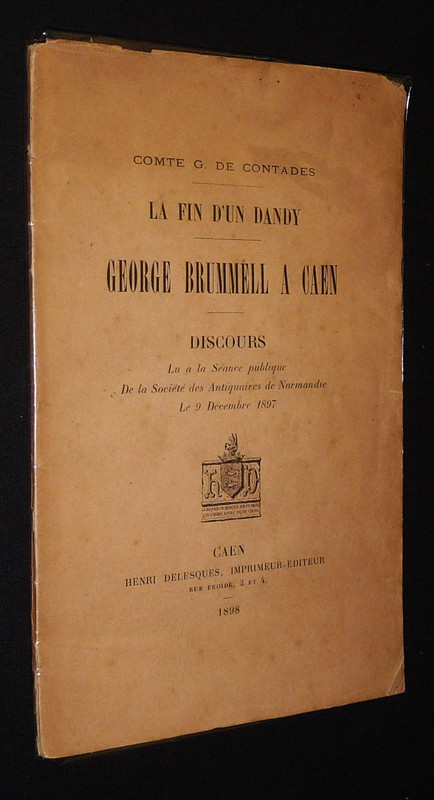 COMTE G. DE CONTADES
LA FIN D'UN DANDY
GEORGE BRUMMELL A CAEN
DISCOURS
Lu à la Séance publique
De la Société des Antiquaires de Normandie
Le 9 Décembre 1897
H D
CAEN
HENRI DELESQUES, IMPRIMEUR-ÉDITEUR
RUE FROIDE, 2 ET 4.
1898